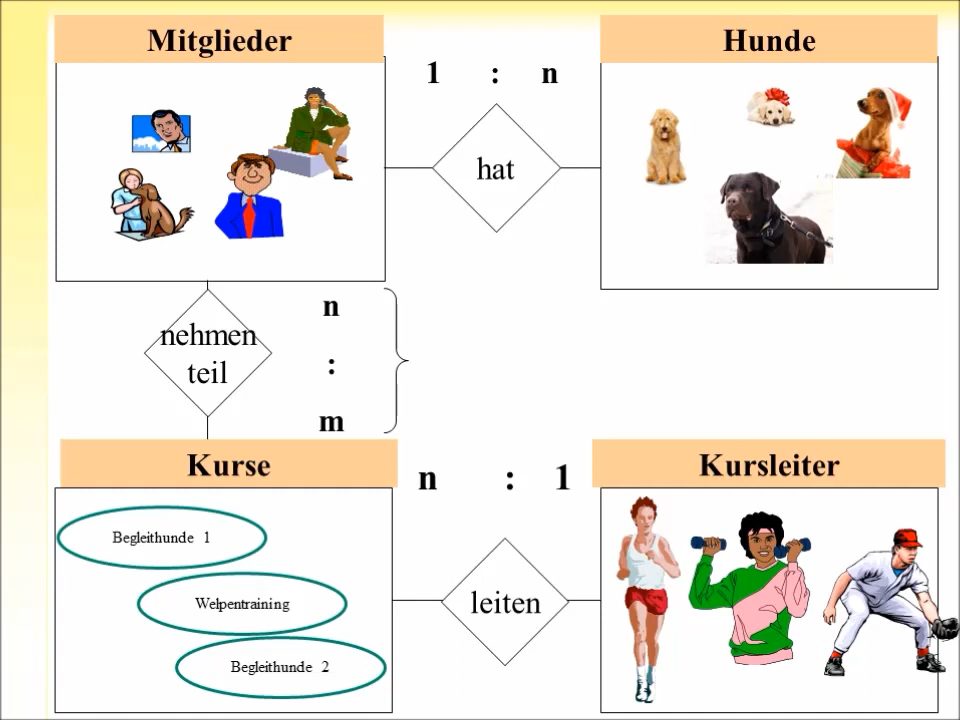 Mitglieder
Hunde
1 : n
hat
nehmen
teil
n
:
m
Kurse
n : 1
Kursleiter
Begleithunde 1
Welpentraining
Begleithunde 2
leiten